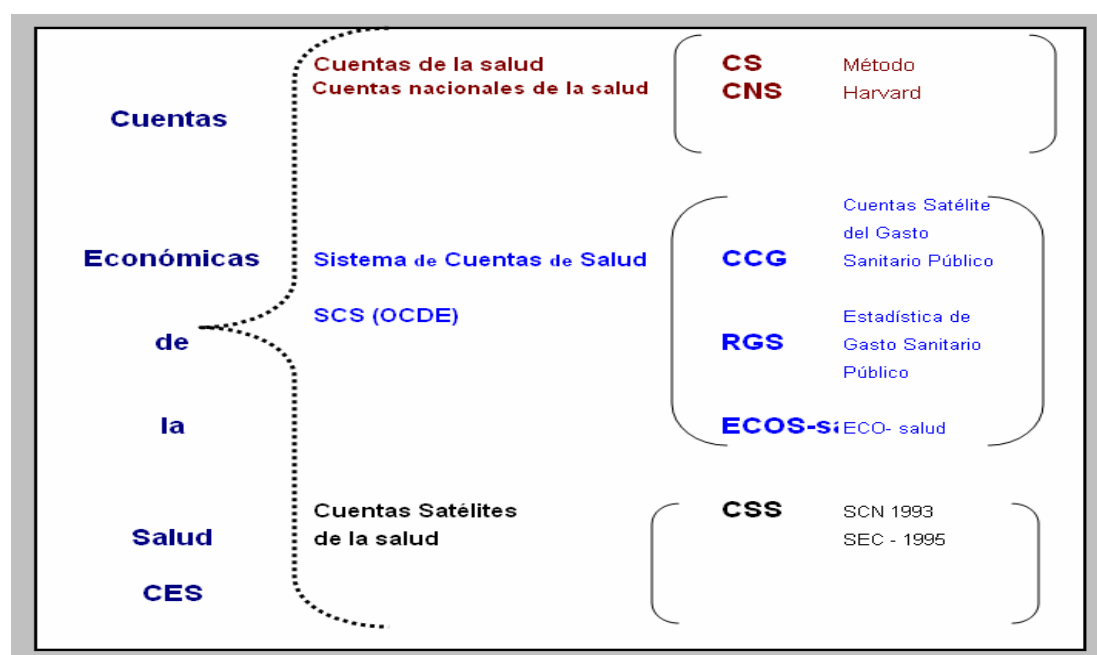 Cuentas de la salud CS Método
Cuentas nacionales de la salud CNS Harvard
Cuentas
Cuentas Satélite
del Gasto
Económicas Sistema de Cuentas de Salud CCG Sanitario Público
SCS (OCDE) Estadística de
de RGS Gasto Sanitario
Público
la ECOS-sa ECO- salud
Cuentas Satélites CSS SCN 1993
Salud de la salud SEC - 1995
CES